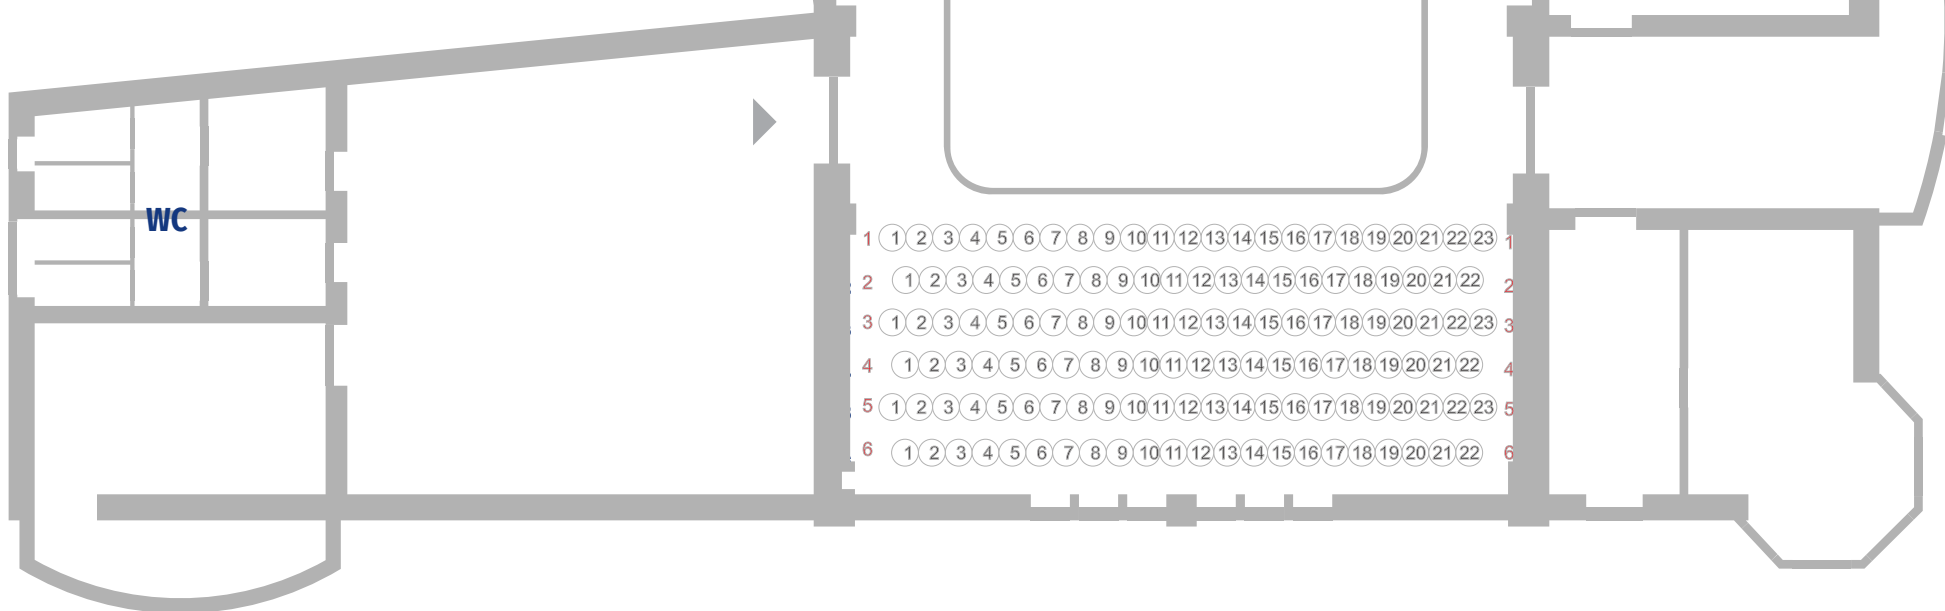 WC
1 1 2 3 4 5 6 7 8 9 10 11 12 13 14 15 16 17 18 19 20 21 22 23 1
2 1 2 3 4 5 6 7 8 9 10 11 12 13 14 15 16 17 18 19 20 21 22 2
3 1 2 3 4 5 6 7 8 9 10 11 12 13 14 15 16 17 18 19 20 21 22 23 3
4 1 2 3 4 5 6 7 8 9 10 11 12 13 14 15 16 17 18 19 20 21 22 4
5 1 2 3 4 5 6 7 8 9 10 11 12 13 14 15 16 17 18 19 20 21 22 23 5
6 1 2 3 4 5 6 7 8 9 10 11 12 13 14 15 16 17 18 19 20 21 22 6